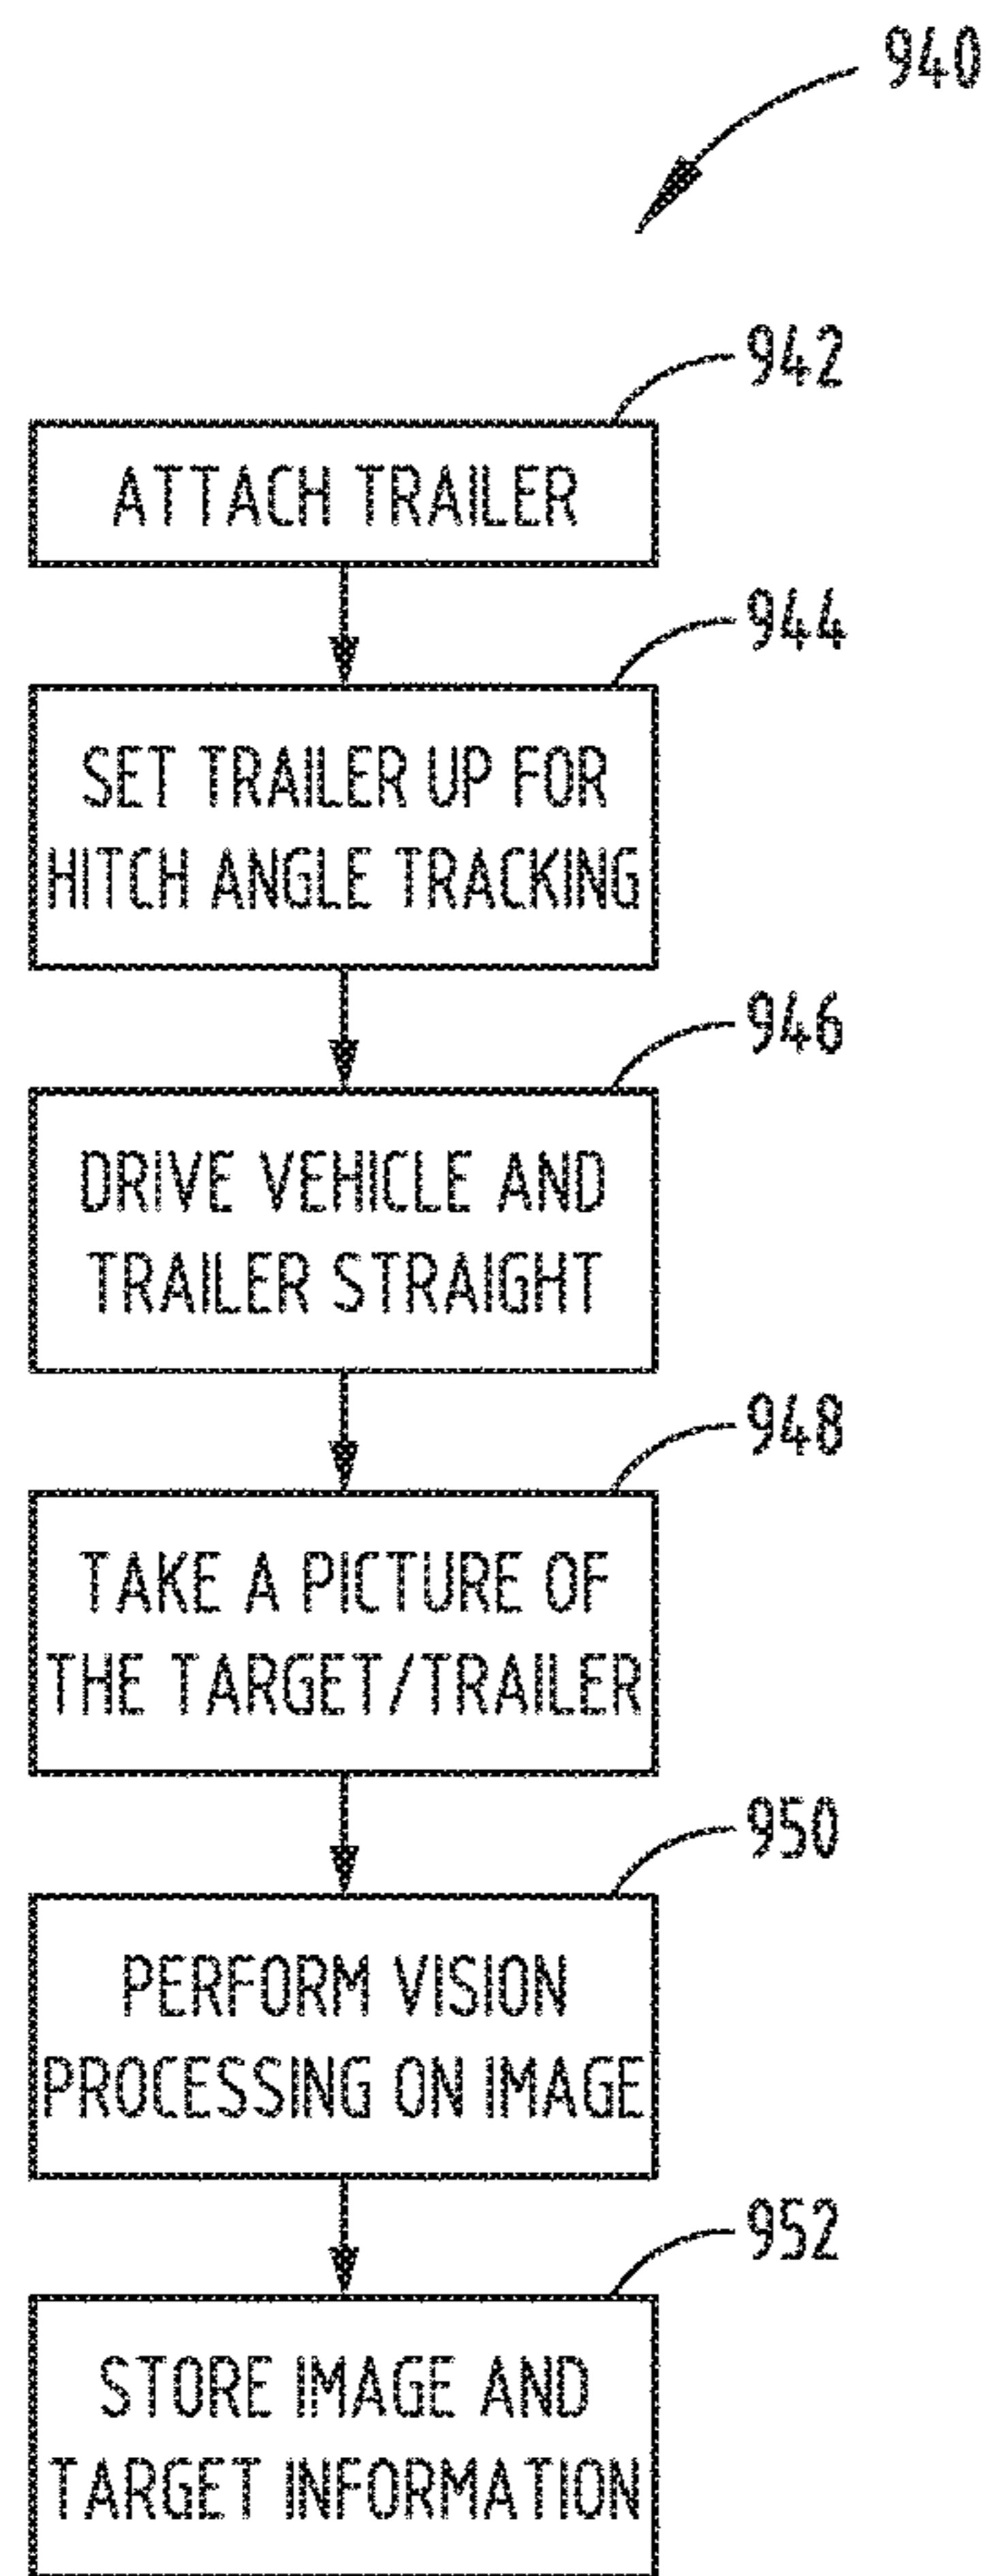 940
942
ATTACH TRAILER
944
SET TRAILER UP FOR
HITCH ANGLE TRACKING
946
DRIVE VEHICLE AND
TRAILER STRAIGHT
948
TAKE A PICTURE OF
THE TARGET/TRAILER
950
PERFORM VISION
PROCESSING ON IMAGE
952
STORE IMAGE AND
TARGET INFORMATION